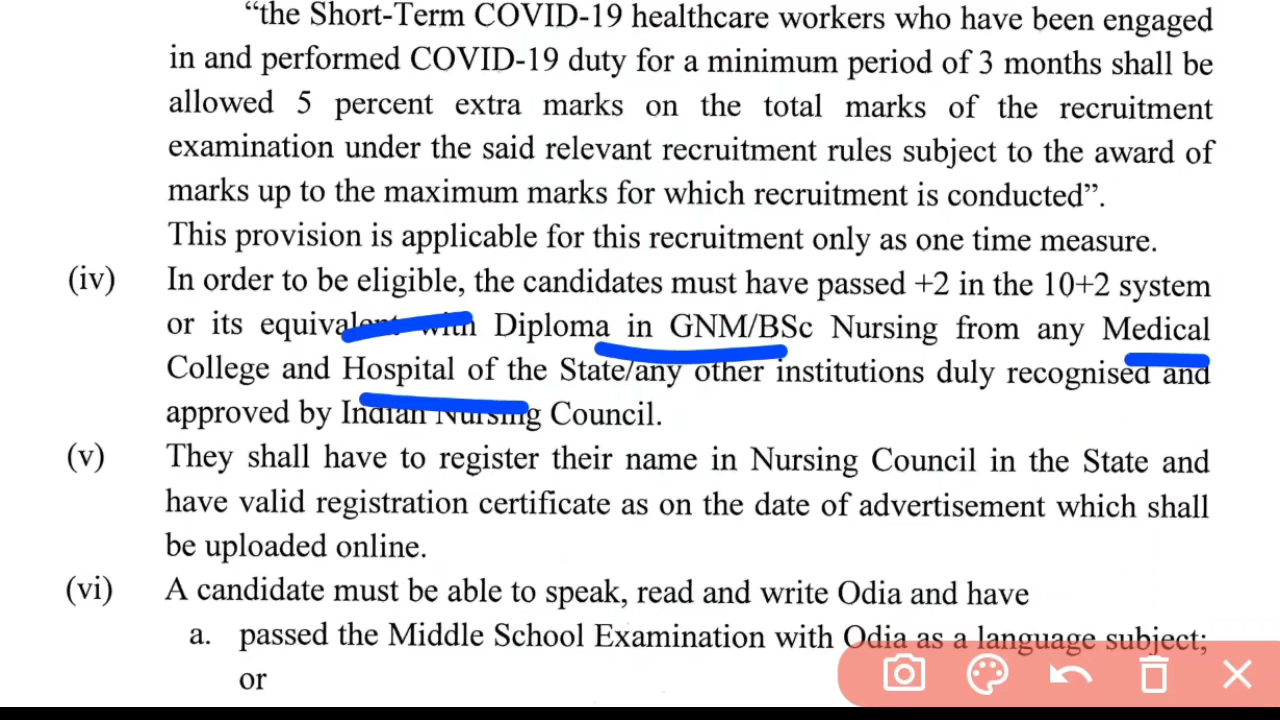 “the Short-Term COVID-19 healthcare workers who have been engaged
in and performed COVID-19 duty for a minimum period of 3 months shall be
allowed 5 percent extra marks on the total marks of the recruitment
examination under the said relevant recruitment rules subject to the award of
marks up to the maximum marks for which recruitment is conducted”.
This provision is applicable for this recruitment only as one time measure.
(iv) In order to be eligible, the candidates must have passed +2 in the 10+2 system
or its equivalent with Diploma in GNM/BSc Nursing from any Medical
College and Hospital of the State/any other institutions duly recognised and
approved by Indian Nursing Council.
(v) They shall have to register their name in Nursing Council in the State and
have valid registration certificate as on the date of advertisement which shall
be uploaded online.
(vi) A candidate must be able to speak, read and write Odia and have
a. passed the Middle School Examination with Odia as a language subject;
or